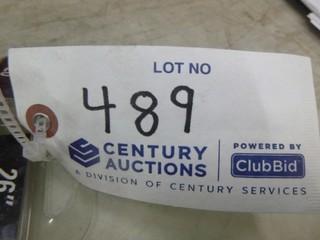 LOT NO
489
CENTURY AUCTIONS
POWERED BY
ClubBid
A DIVISION OF CENTURY SERVICES
26"